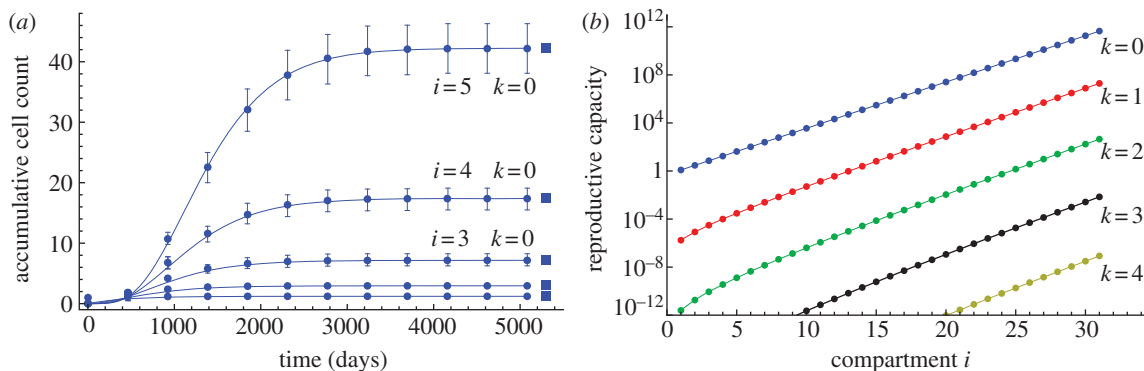 (a)
accumulative cell count
40
20
0
0 1000 2000 3000 4000 5000
time (days)
i = 5 k = 0
i = 4 k = 0
i = 3 k = 0
(b)
reproductive capacity
10^12
10^8
10^4
1
10^−4
10^−8
10^−12
0 5 10 15 20 25 30
compartment i
k = 0
k = 1
k = 2
k = 3
k = 4